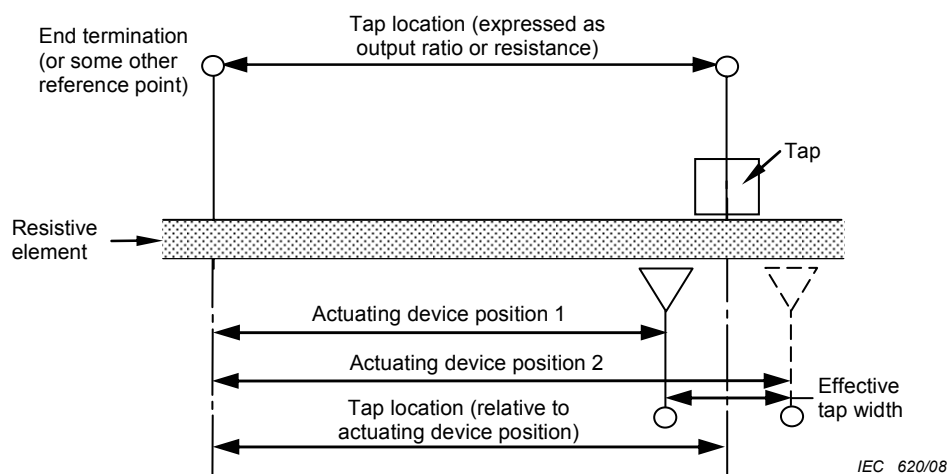 End termination
(or some other
reference point)
Tap location (expressed as
output ratio or resistance)
Tap
Resistive
element
Actuating device position 1
Actuating device position 2
Effective
tap width
Tap location (relative to
actuating device position)
IEC 620/08